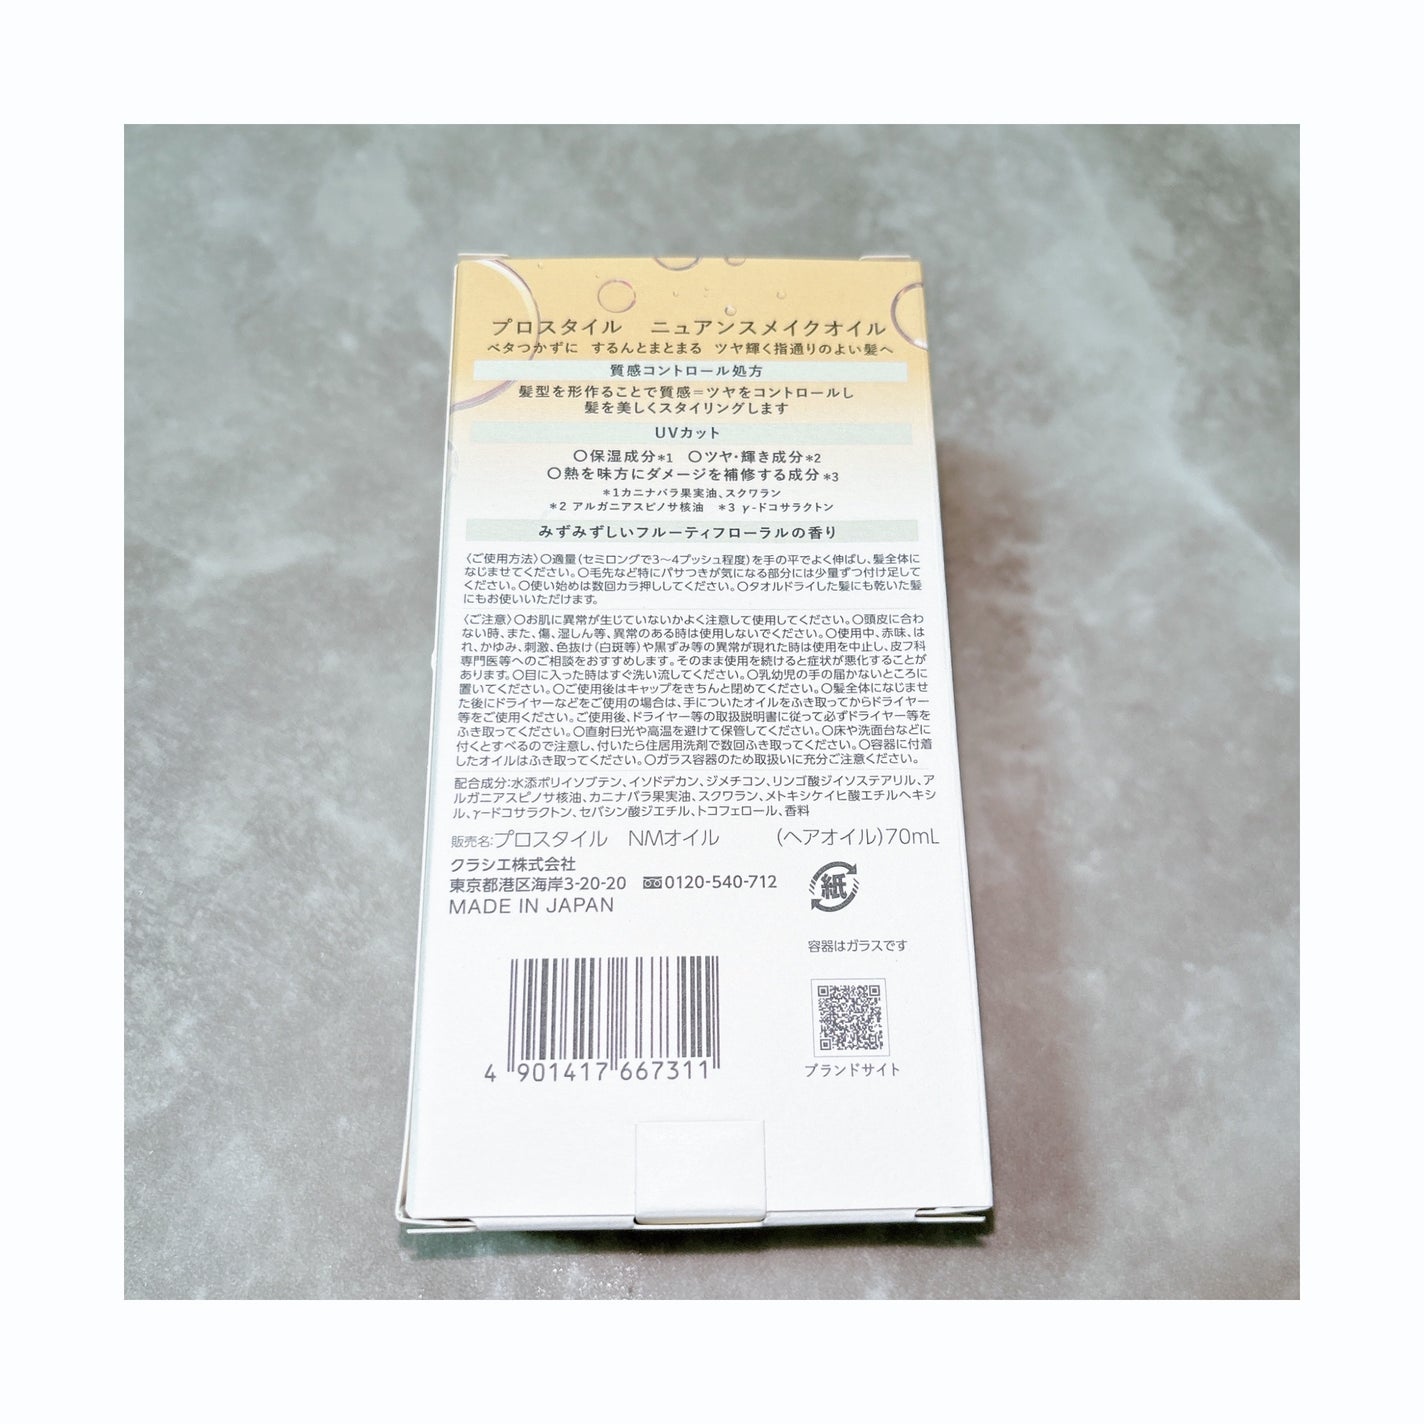 プロスタイル ニュアンスメイクオイル
ベタつかずに するんとまとまる ツヤ輝く指通りのよい髪へ
質感コントロール処方
髪型を形作ることで質感=ツヤをコントロールし
髪を美しくスタイリングします
UVカット
○保湿成分*1 ○ツヤ・輝き成分*2
○熱を味方にダメージを補修する成分*3
*1カニナバラ果実油、スクワラン
*2 アルガニアスピノサ核油 *3 γ-ドコサラクトン
みずみずしいフルーティフローラルの香り
〈ご使用方法〉○適量(セミロングで3〜4プッシュ程度)を手の平でよく伸ばし、髪全体に
なじませてください。○毛先など特にパサつきが気になる部分には少量ずつ付け足して
ください。○使い始めは数回カラ押ししてください。○タオルドライした髪にも乾いた髪
にもお使いいただけます。
〈ご注意〉○お肌に異常が生じていないかよく注意して使用してください。○頭皮に合わ
ない時、また、傷、湿しん等、異常のある時は使用しないでください。○使用中、赤味、は
れ、かゆみ、刺激、色抜け(白斑等)や黒ずみ等の異常が現れた時は使用を中止し、皮フ科
専門医等へのご相談をおすすめします。そのまま使用を続けると症状が悪化することが
あります。○目に入った時はすぐ洗い流してください。○乳幼児の手の届かないところに
置いてください。○ご使用後はキャップをきちんと閉めてください。○髪全体になじませ
た後にドライヤーなどをご使用の場合は、手についたオイルをふき取ってからドライヤー
等をご使用ください。ご使用後、ドライヤー等の取扱説明書に従って必ずドライヤー等を
ふき取ってください。○直射日光や高温を避けて保管してください。○床や洗面台などに
付くとすべるので注意し、付いたら住居用洗剤で数回ふき取ってください。○容器に付着
したオイルはふき取ってください。○ガラス容器のため取扱いに充分ご注意ください。
配合成分:水添ポリイソブテン、イソドデカン、ジメチコン、リンゴ酸ジイソステアリル、ア
ルガニアスピノサ核油、カニナバラ果実油、スクワラン、メトキシケイヒ酸エチルヘキシ
ル、γ-ドコサラクトン、セバシン酸ジエチル、トコフェロール、香料
販売名:プロスタイル NMオイル (ヘアオイル)70mL
クラシエ株式会社
東京都港区海岸3-20-20 0120-540-712
MADE IN JAPAN
紙
容器はガラスです
4 901417 667311
ブランドサイト